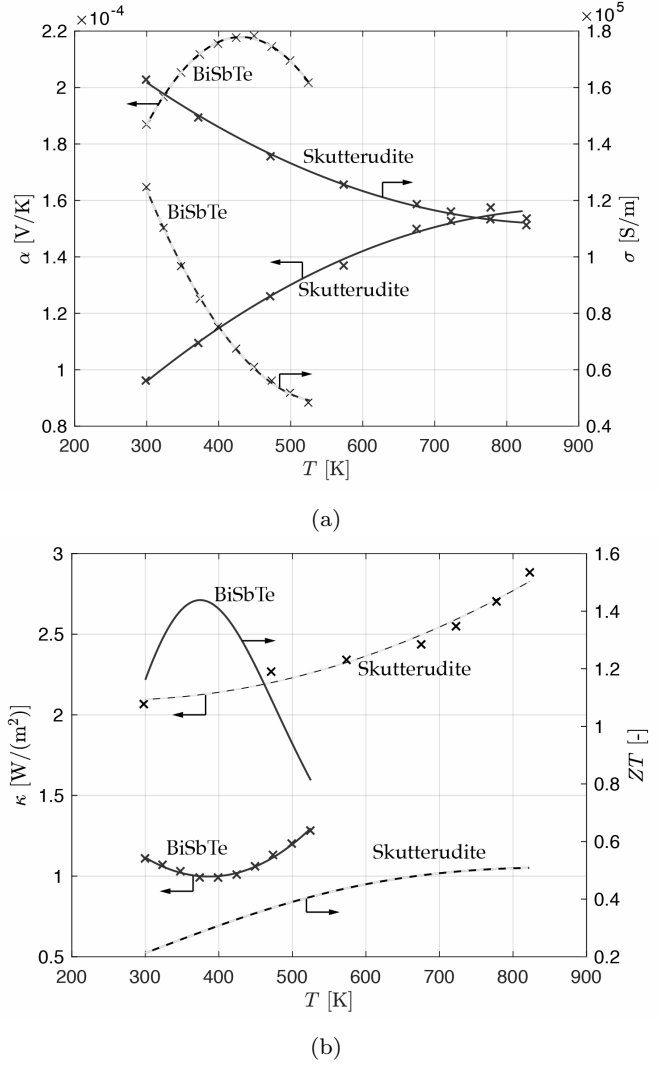 ×10⁻⁴ ×10⁵
2.2 1.8
BiSbTe
2 1.6
1.8 Skutterudite 1.4
1.6 BiSbTe 1.2
α [V/K] σ [S/m]
1.4 1
Skutterudite
1.2 0.8
1 0.6
0.8 0.4
200 300 400 500 600 700 800 900
T [K]
(a)
3 1.6
BiSbTe 1.4
2.5
Skutterudite 1.2
2
κ [W/(m²)] 1 ZT [-]
1.5 0.8
BiSbTe 0.6
Skutterudite
1 0.4
0.5 0.2
200 300 400 500 600 700 800 900
T [K]
(b)